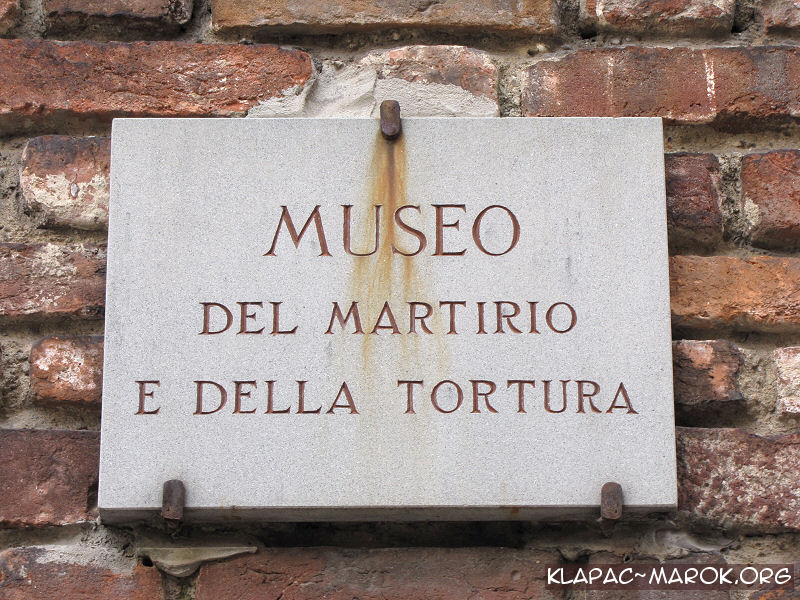 MUSEO
DEL MARTIRIO
E DELLA TORTURA
KLAPAC~MAROK.ORG